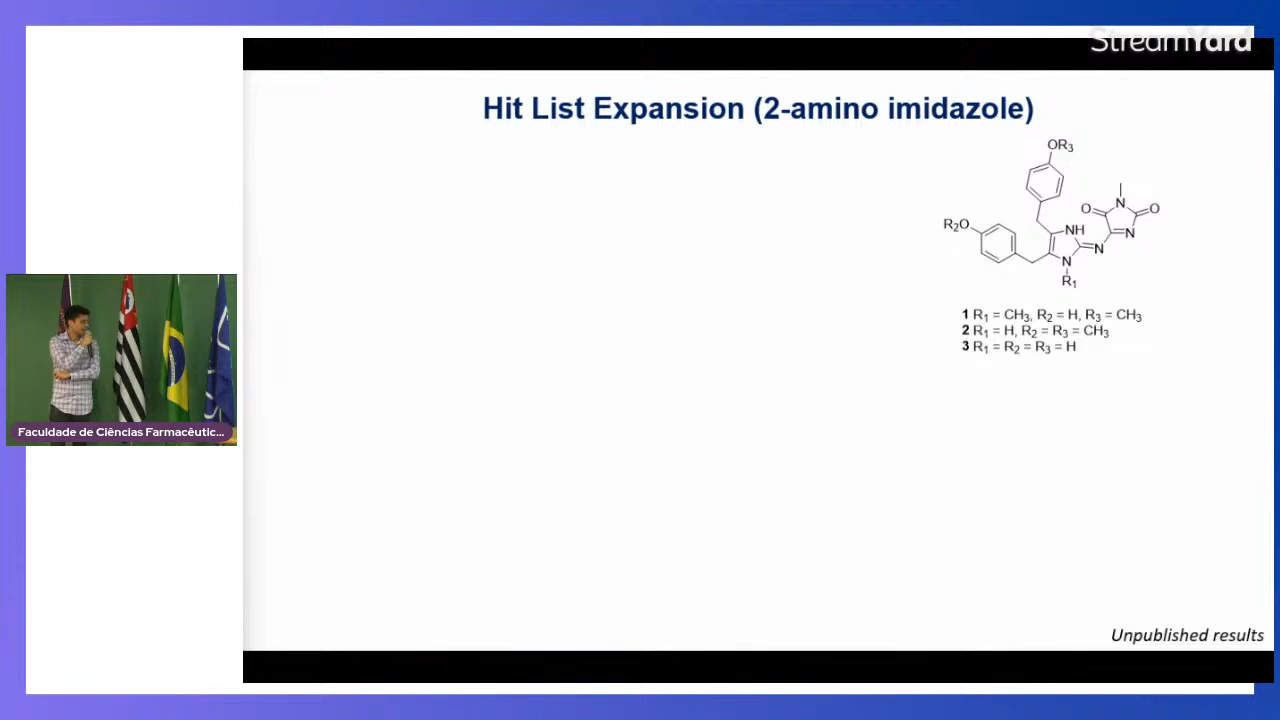 StreamYard
Hit List Expansion (2-amino imidazole)
OR₃
N
O
O
R₂O
NH
N
N
N
R₁
1 R₁ = CH₃, R₂ = H, R₃ = CH₃
2 R₁ = H, R₂ = R₃ = CH₃
3 R₁ = R₂ = R₃ = H
Faculdade de Ciências Farmacêutic...
Unpublished results